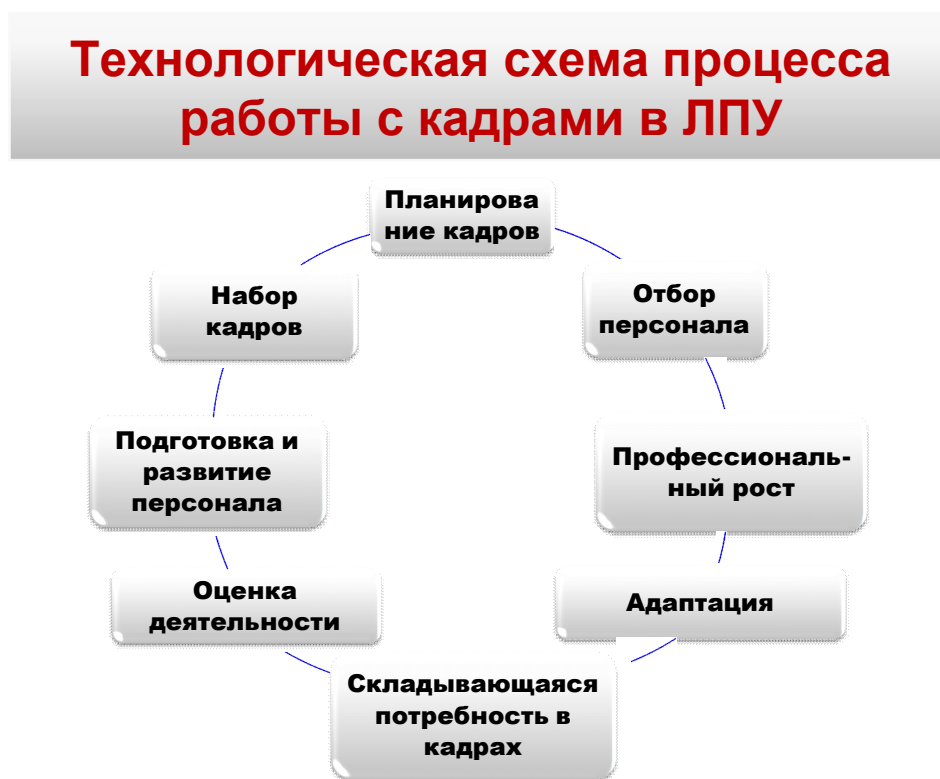 Технологическая схема процесса
работы с кадрами в ЛПУ
Планирова
ние кадров
Набор
кадров
Отбор
персонала
Подготовка и
развитие
персонала
Профессиональ-
ный рост
Оценка
деятельности
Адаптация
Складывающаяся
потребность в
кадрах